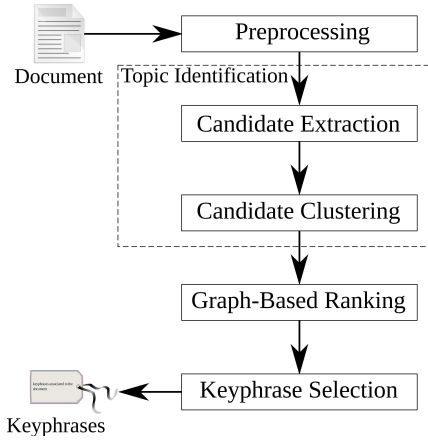 Preprocessing
Document
Topic Identification
Candidate Extraction
Candidate Clustering
Graph-Based Ranking
Keyphrase Selection
Keyphrases